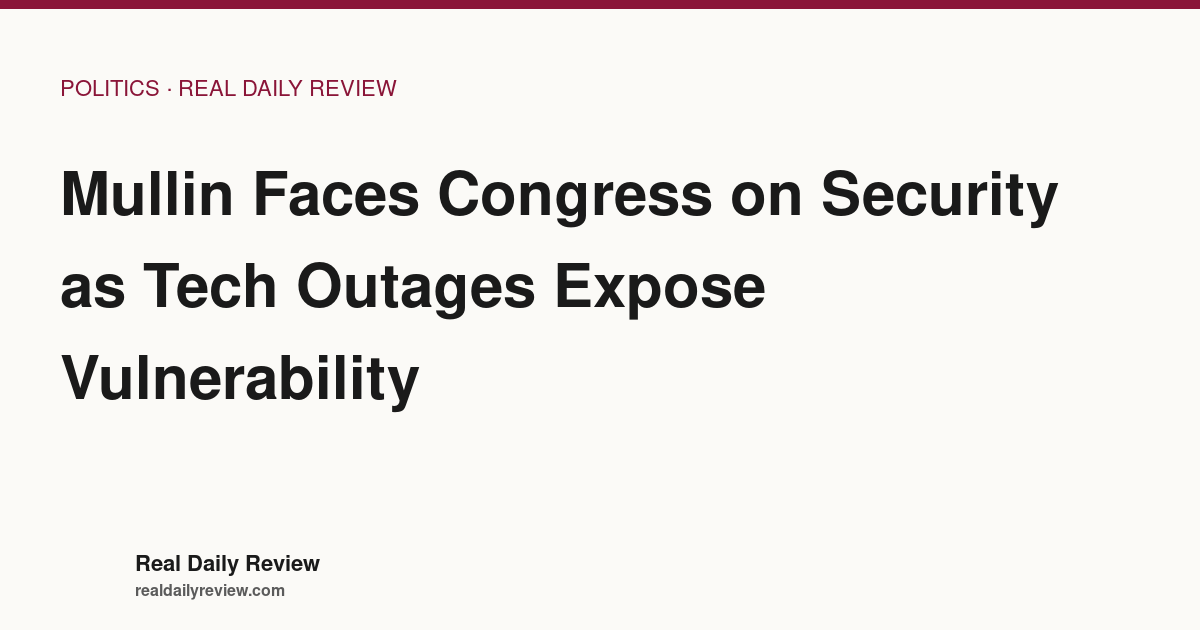 POLITICS · REAL DAILY REVIEW
Mullin Faces Congress on Security
as Tech Outages Expose
Vulnerability
Real Daily Review
realdailyreview.com